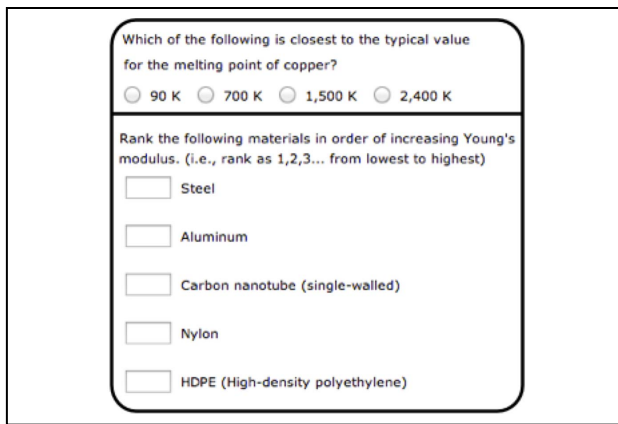 Which of the following is closest to the typical value
for the melting point of copper?
90 K 700 K 1,500 K 2,400 K
Rank the following materials in order of increasing Young's
modulus. (i.e., rank as 1,2,3... from lowest to highest)
Steel
Aluminum
Carbon nanotube (single-walled)
Nylon
HDPE (High-density polyethylene)